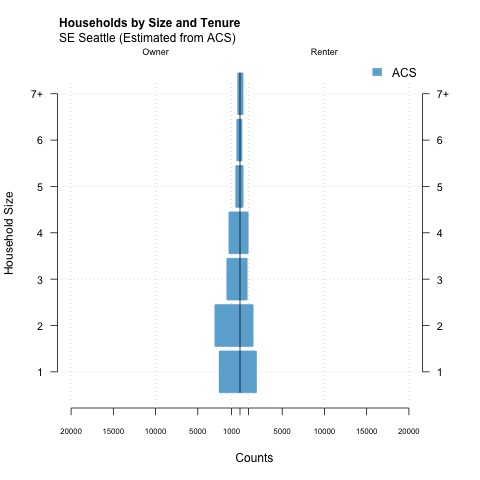 Households by Size and Tenure
SE Seattle (Estimated from ACS)
Owner Renter
ACS
7+ 7+
6 6
5 5
4 4
3 3
2 2
1 1
Household Size
20000 15000 10000 5000 1000 5000 10000 15000 20000
Counts